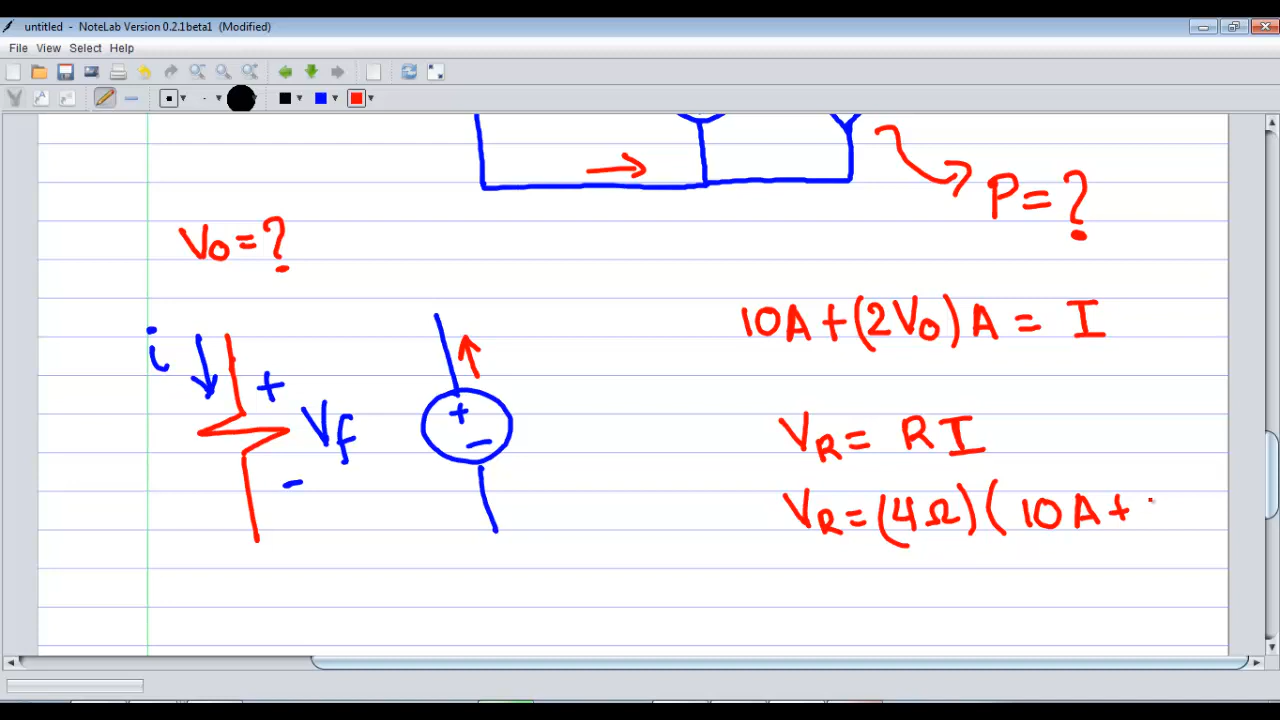 untitled - NoteLab Version 0.2.1beta1 (Modified)
File View Select Help
P=?
Vo=?
10A+(2Vo)A = I
i
+
Vf
-
+
-
VR= RI
VR=(4Ω)(10A+